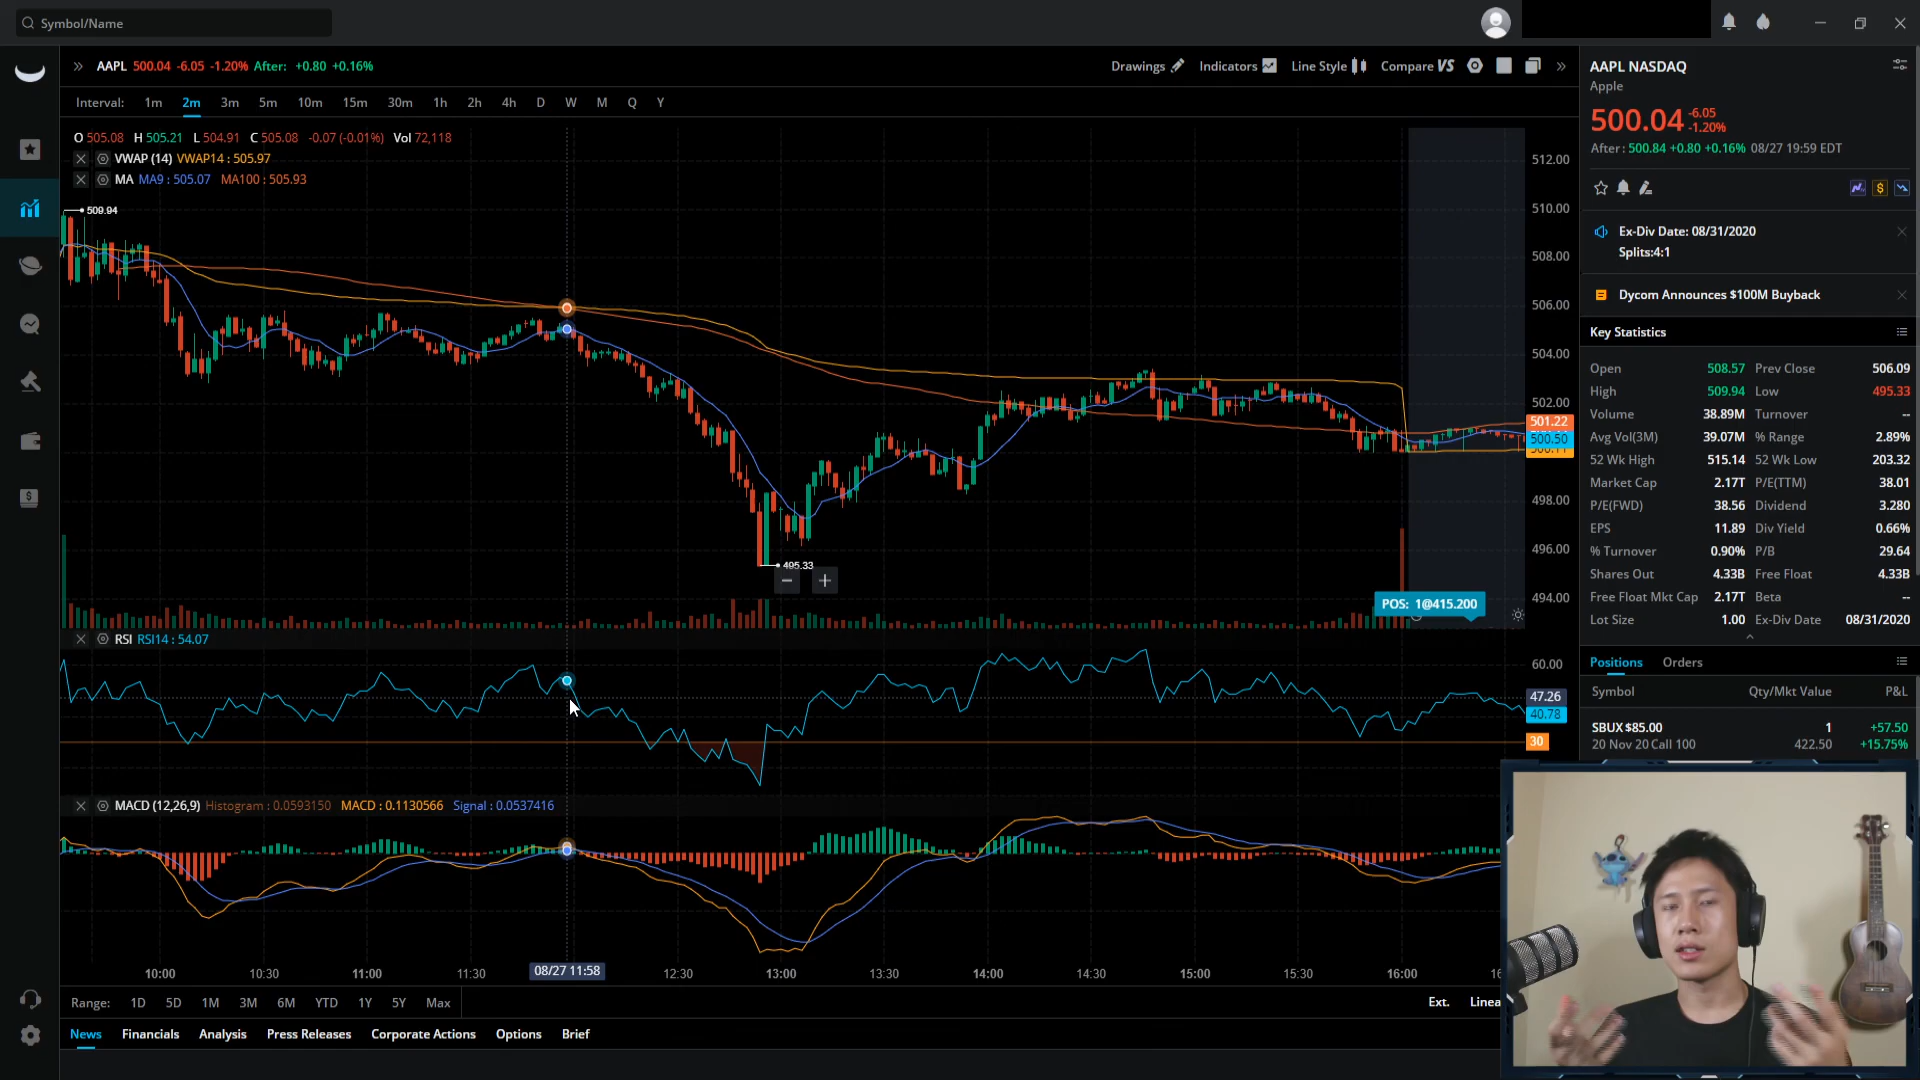 Symbol/Name
AAPL 500.04 -6.05 -1.20% After: +0.80 +0.16%
Drawings Indicators Line Style Compare VS
Interval: 1m 2m 3m 5m 10m 15m 30m 1h 2h 4h D W M Q Y
O 505.08 H 505.21 L 504.91 C 505.08 -0.07 (-0.01%) Vol 72,118
VWAP (14) VWAP14 : 505.97
MA MA9 : 505.07 MA100 : 505.93
509.94
495.33
512.00
510.00
508.00
506.00
504.00
502.00
501.22
500.50
498.00
496.00
494.00
POS: 1@415.200
RSI RSI14 : 54.07
60.00
47.26
40.78
30
MACD (12,26,9) Histogram : 0.0593150 MACD : 0.1130566 Signal : 0.0537416
10:00 10:30 11:00 11:30 08/27 11:58 12:30 13:00 13:30 14:00 14:30 15:00 15:30 16:00
Range: 1D 5D 1M 3M 6M YTD 1Y 5Y Max
Ext.
News Financials Analysis Press Releases Corporate Actions Options Brief
AAPL NASDAQ
Apple
500.04 -6.05
-1.20%
After: 500.84 +0.80 +0.16% 08/27 19:59 EDT
Ex-Div Date: 08/31/2020
Splits:4:1
Dycom Announces $100M Buyback
Key Statistics
Open 508.57 Prev Close 506.09
High 509.94 Low 495.33
Volume 38.89M Turnover --
Avg Vol(3M) 39.07M % Range 2.89%
52 Wk High 515.14 52 Wk Low 203.32
Market Cap 2.17T P/E(TTM) 38.01
P/E(FWD) 38.56 Dividend 3.280
EPS 11.89 Div Yield 0.66%
% Turnover 0.90% P/B 29.64
Shares Out 4.33B Free Float 4.33B
Free Float Mkt Cap 2.17T Beta --
Lot Size 1.00 Ex-Div Date 08/31/2020
Positions Orders
Symbol Qty/Mkt Value P&L
SBUX $85.00 1 +57.50
20 Nov 20 Call 100 422.50 +15.75%